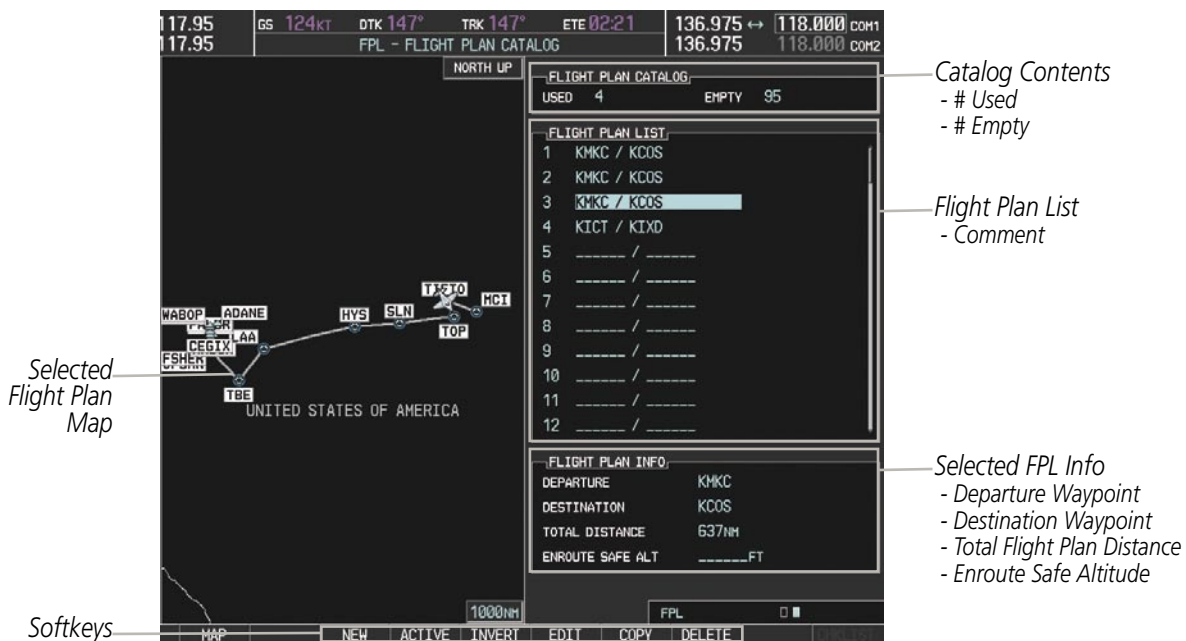 117.95 GS 124KT DTK 147° TRK 147° ETE 02:21 136.975 ↔ 118.000 COM1
117.95 FPL - FLIGHT PLAN CATALOG 136.975 118.000 COM2
NORTH UP
FLIGHT PLAN CATALOG
USED 4 EMPTY 95
Catalog Contents
- # Used
- # Empty
FLIGHT PLAN LIST
1 KMKC / KCOS
2 KMKC / KCOS
3 KMKC / KCOS
4 KICT / KIXD
5 ______ / ______
6 ______ / ______
7 ______ / ______
8 ______ / ______
9 ______ / ______
10 ______ / ______
11 ______ / ______
12 ______ / ______
Flight Plan List
- Comment
MCI
TOP
SLN
HYS
WABOP
ADANE
LAA
CEGIX
FSHER
TBE
UNITED STATES OF AMERICA
Selected
Flight Plan
Map
FLIGHT PLAN INFO
DEPARTURE KMKC
DESTINATION KCOS
TOTAL DISTANCE 637NM
ENROUTE SAFE ALT ______FT
Selected FPL Info
- Departure Waypoint
- Destination Waypoint
- Total Flight Plan Distance
- Enroute Safe Altitude
1000NM
FPL
Softkeys
MAP NEW ACTIVE INVERT EDIT COPY DELETE